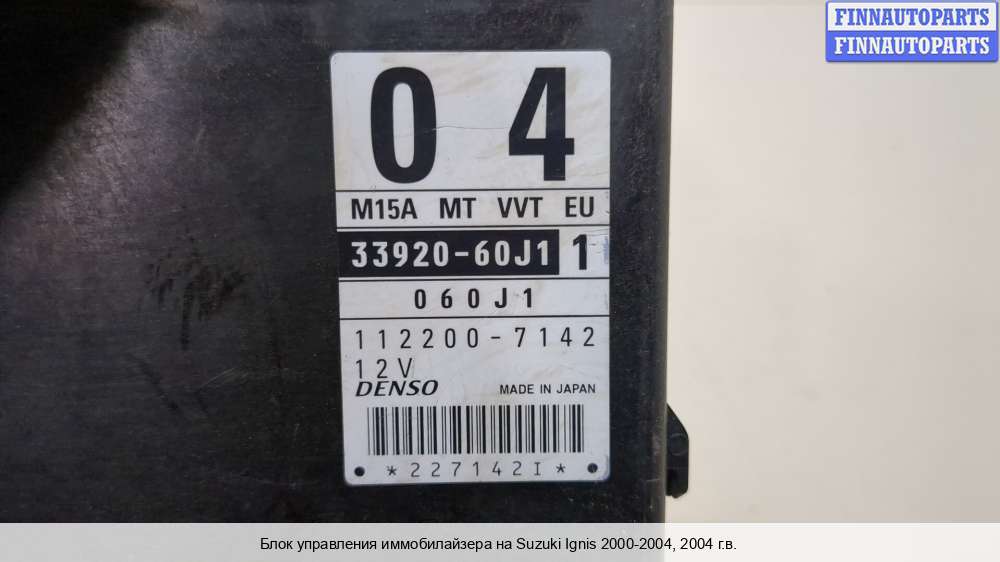 FINNAUTOPARTS
FINNAUTOPARTS
0 4
M15A MT VVT EU
33920-60J1 1
060J1
112200-7142
12V
DENSO MADE IN JAPAN
*227142I*
Блок управления иммобилайзера на Suzuki Ignis 2000-2004, 2004 г.в.